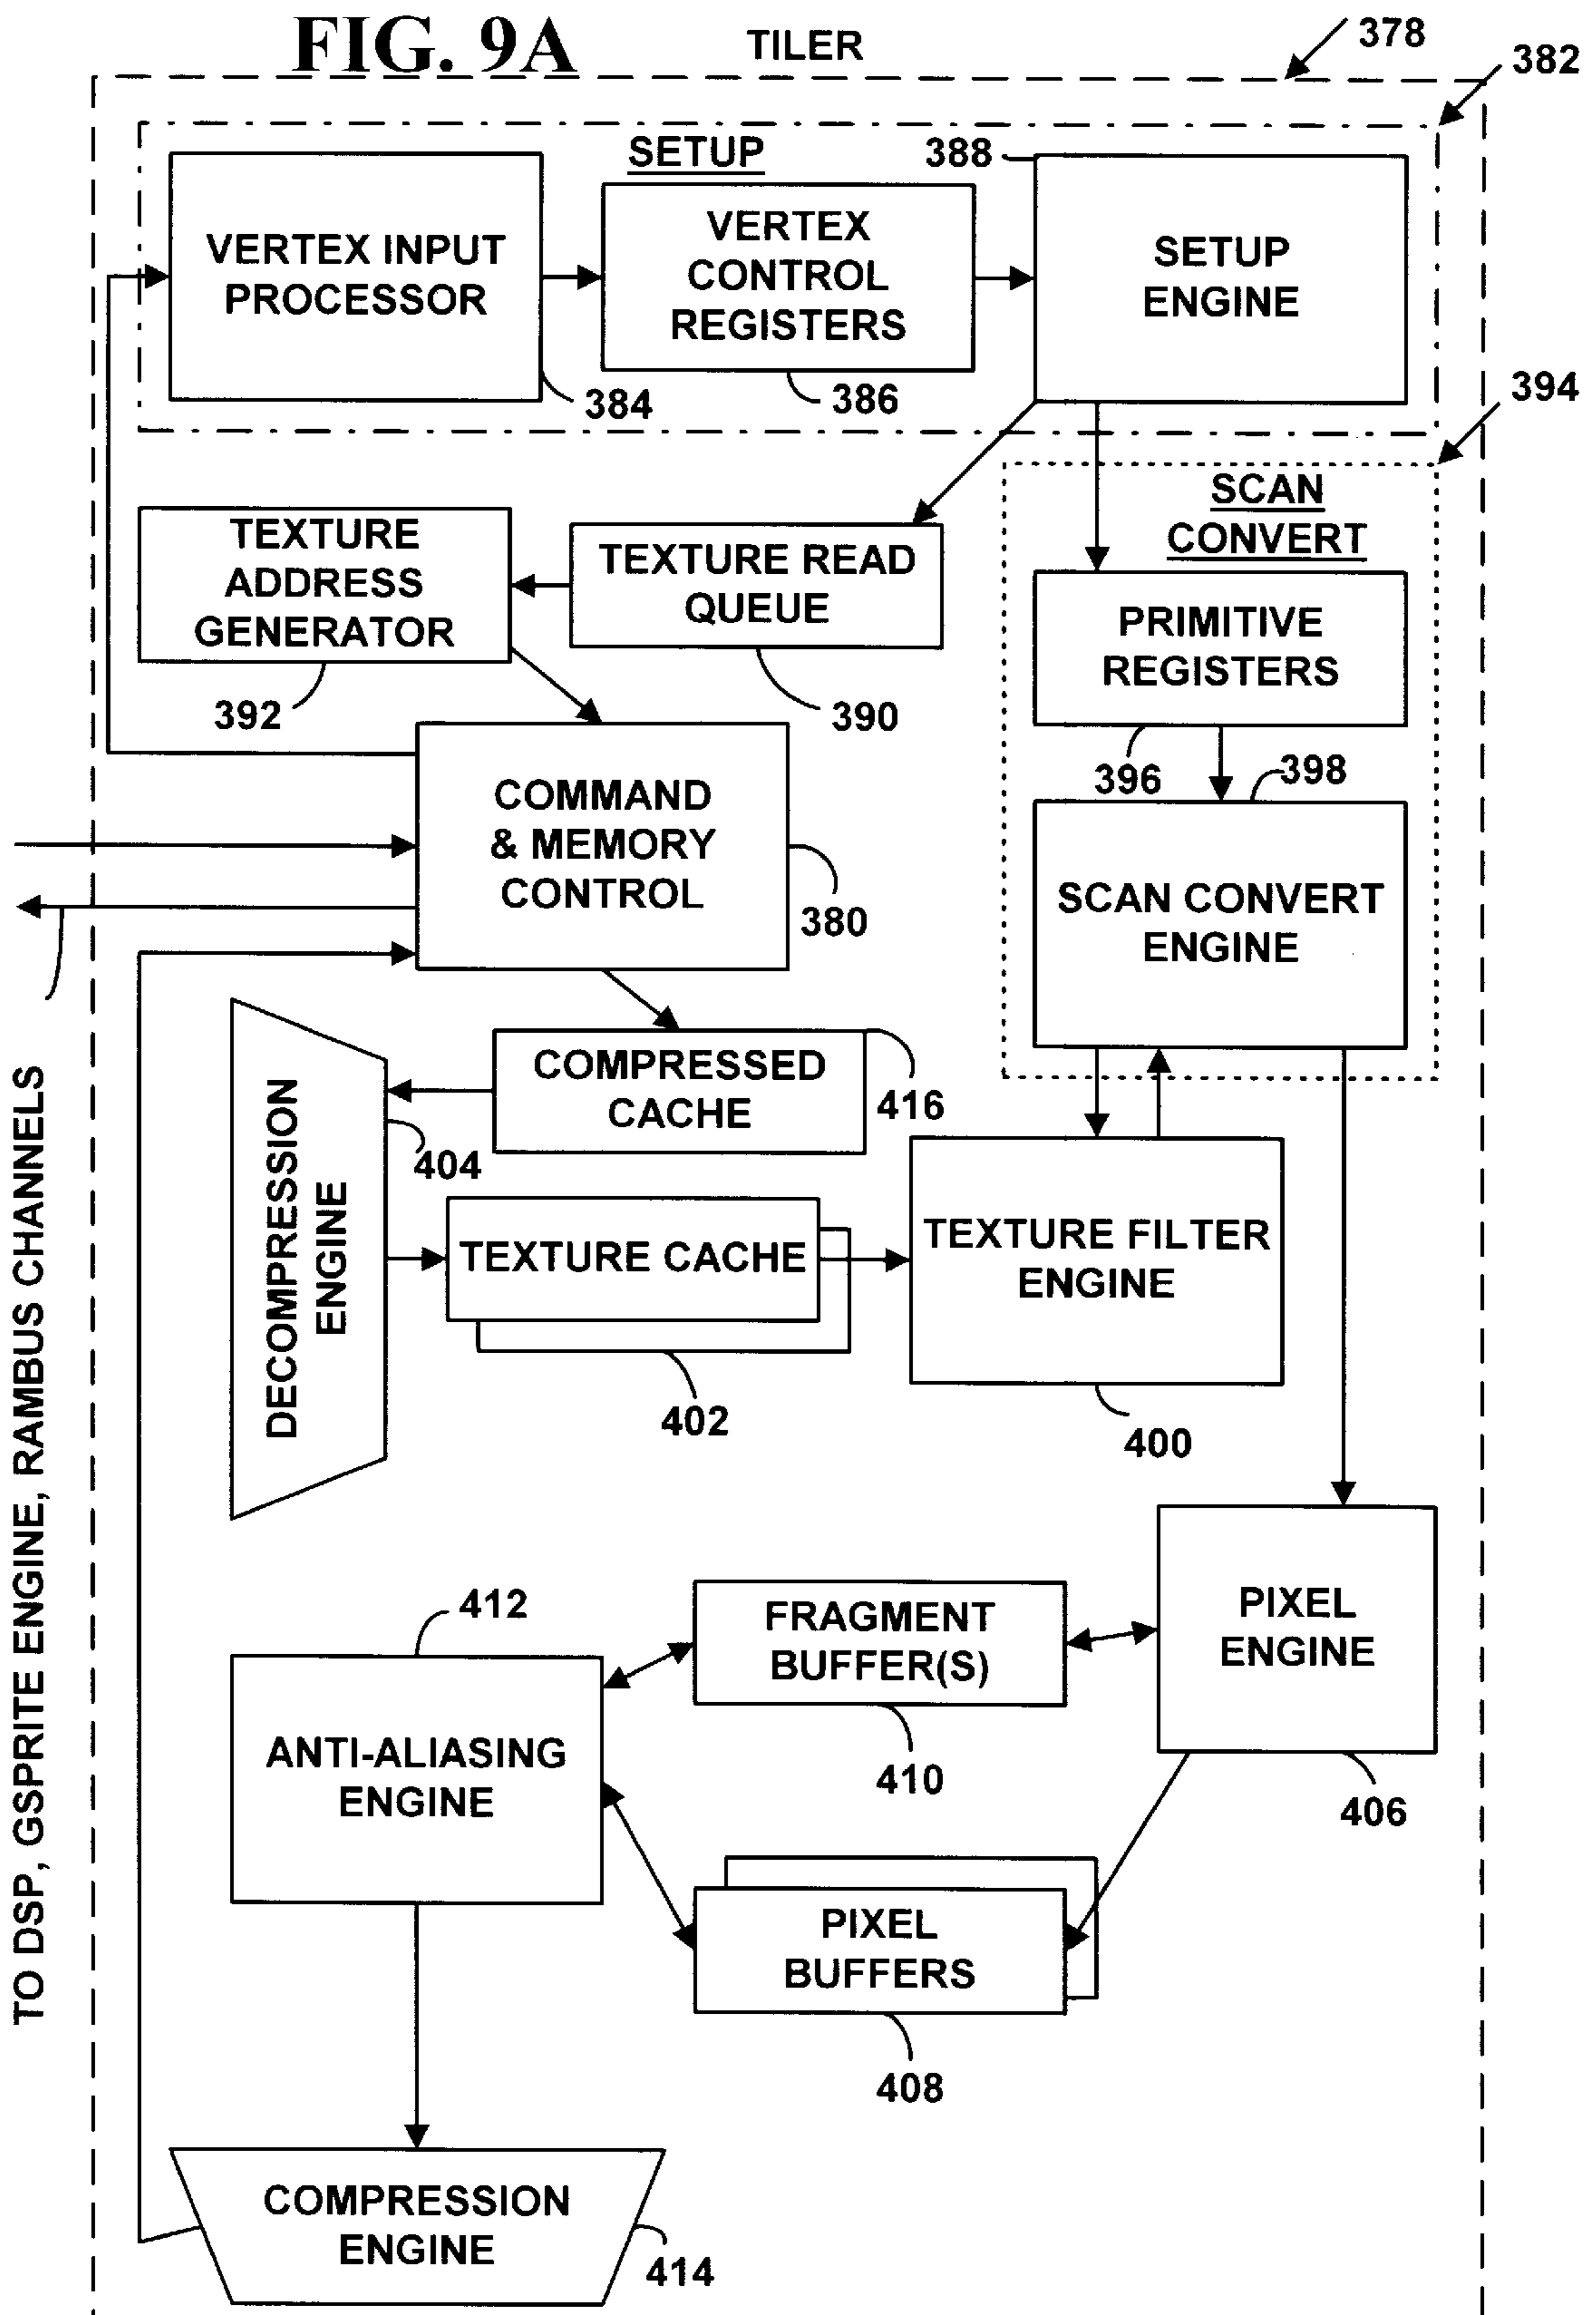 FIG. 9A
TILER
378
382
SETUP
388
VERTEX INPUT
PROCESSOR
VERTEX
CONTROL
REGISTERS
SETUP
ENGINE
384
386
394
SCAN
CONVERT
TEXTURE
ADDRESS
GENERATOR
TEXTURE READ
QUEUE
PRIMITIVE
REGISTERS
392
390
396
398
COMMAND
& MEMORY
CONTROL
380
SCAN CONVERT
ENGINE
COMPRESSED
CACHE
416
404
DECOMPRESSION
ENGINE
TEXTURE CACHE
TEXTURE FILTER
ENGINE
402
400
TO DSP, GSPRITE ENGINE, RAMBUS CHANNELS
412
FRAGMENT
BUFFER(S)
PIXEL
ENGINE
ANTI-ALIASING
ENGINE
410
406
PIXEL
BUFFERS
408
COMPRESSION
ENGINE
414